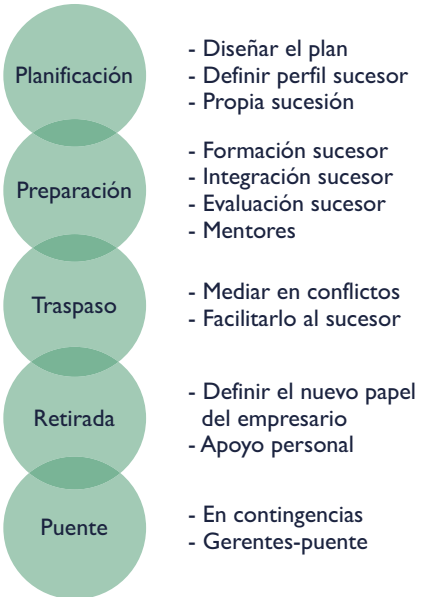 Planificación
- Diseñar el plan
- Definir perfil sucesor
- Propia sucesión
Preparación
- Formación sucesor
- Integración sucesor
- Evaluación sucesor
- Mentores
Traspaso
- Mediar en conflictos
- Facilitarlo al sucesor
Retirada
- Definir el nuevo papel
del empresario
- Apoyo personal
Puente
- En contingencias
- Gerentes-puente